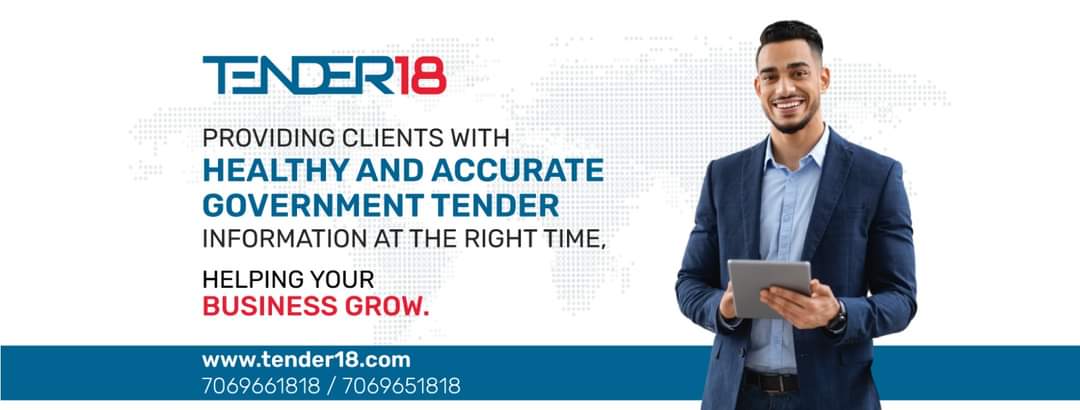 TENDER18
PROVIDING CLIENTS WITH
HEALTHY AND ACCURATE
GOVERNMENT TENDER
INFORMATION AT THE RIGHT TIME,
HELPING YOUR
BUSINESS GROW.
www.tender18.com
7069661818 / 7069651818